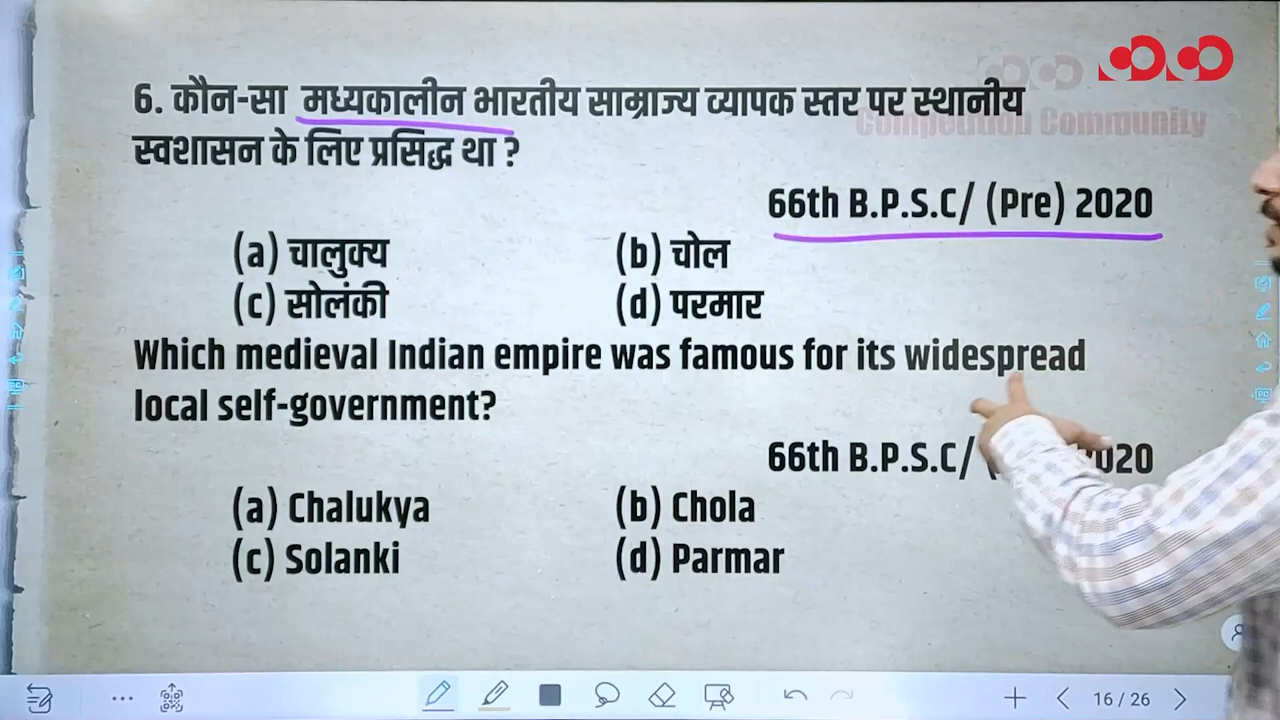 Competition Community
6. कौन-सा मध्यकालीन भारतीय साम्राज्य व्यापक स्तर पर स्थानीय
स्वशासन के लिए प्रसिद्ध था ?
66th B.P.S.C/ (Pre) 2020
(a) चालुक्य (b) चोल
(c) सोलंकी (d) परमार
Which medieval Indian empire was famous for its widespread
local self-government?
66th B.P.S.C/ ( 2020
(a) Chalukya (b) Chola
(c) Solanki (d) Parmar
16 / 26